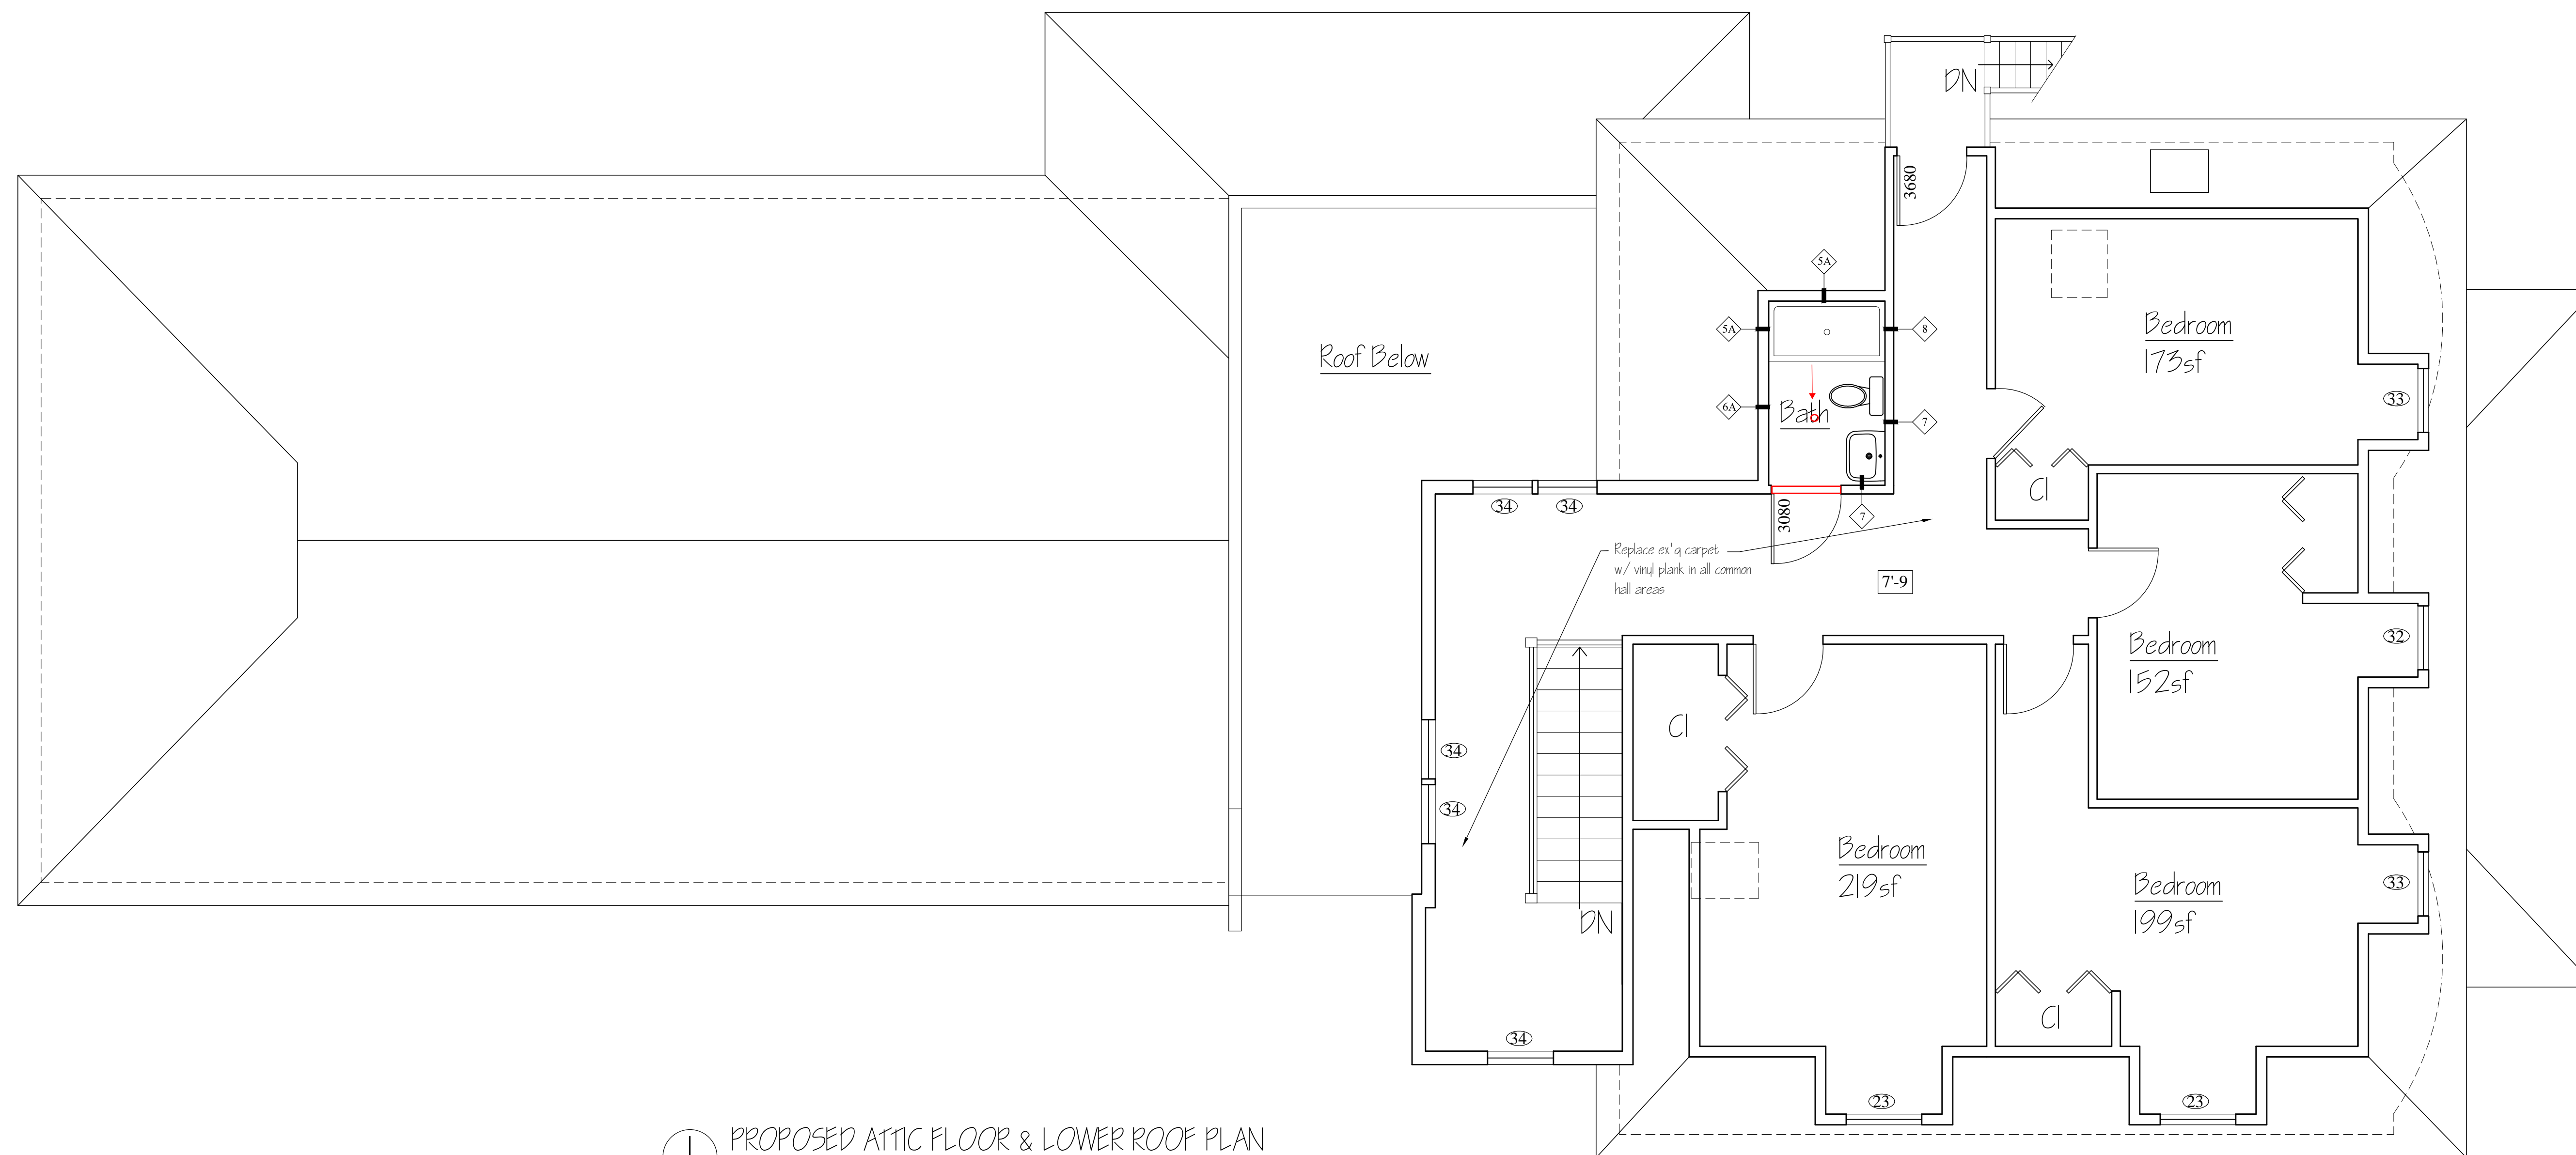 DN
3680
5A
Bedroom
173sf
5A
8
Roof Below
33
6A
Bath
7
Cl
34
34
3080
7
Replace ex'g carpet
w/ vinyl plank in all common
hall areas
7'-9
32
Bedroom
152sf
Cl
34
34
Bedroom
219sf
Bedroom
199sf
33
DN
Cl
34
23
23
1
PROPOSED ATTIC FLOOR & LOWER ROOF PLAN